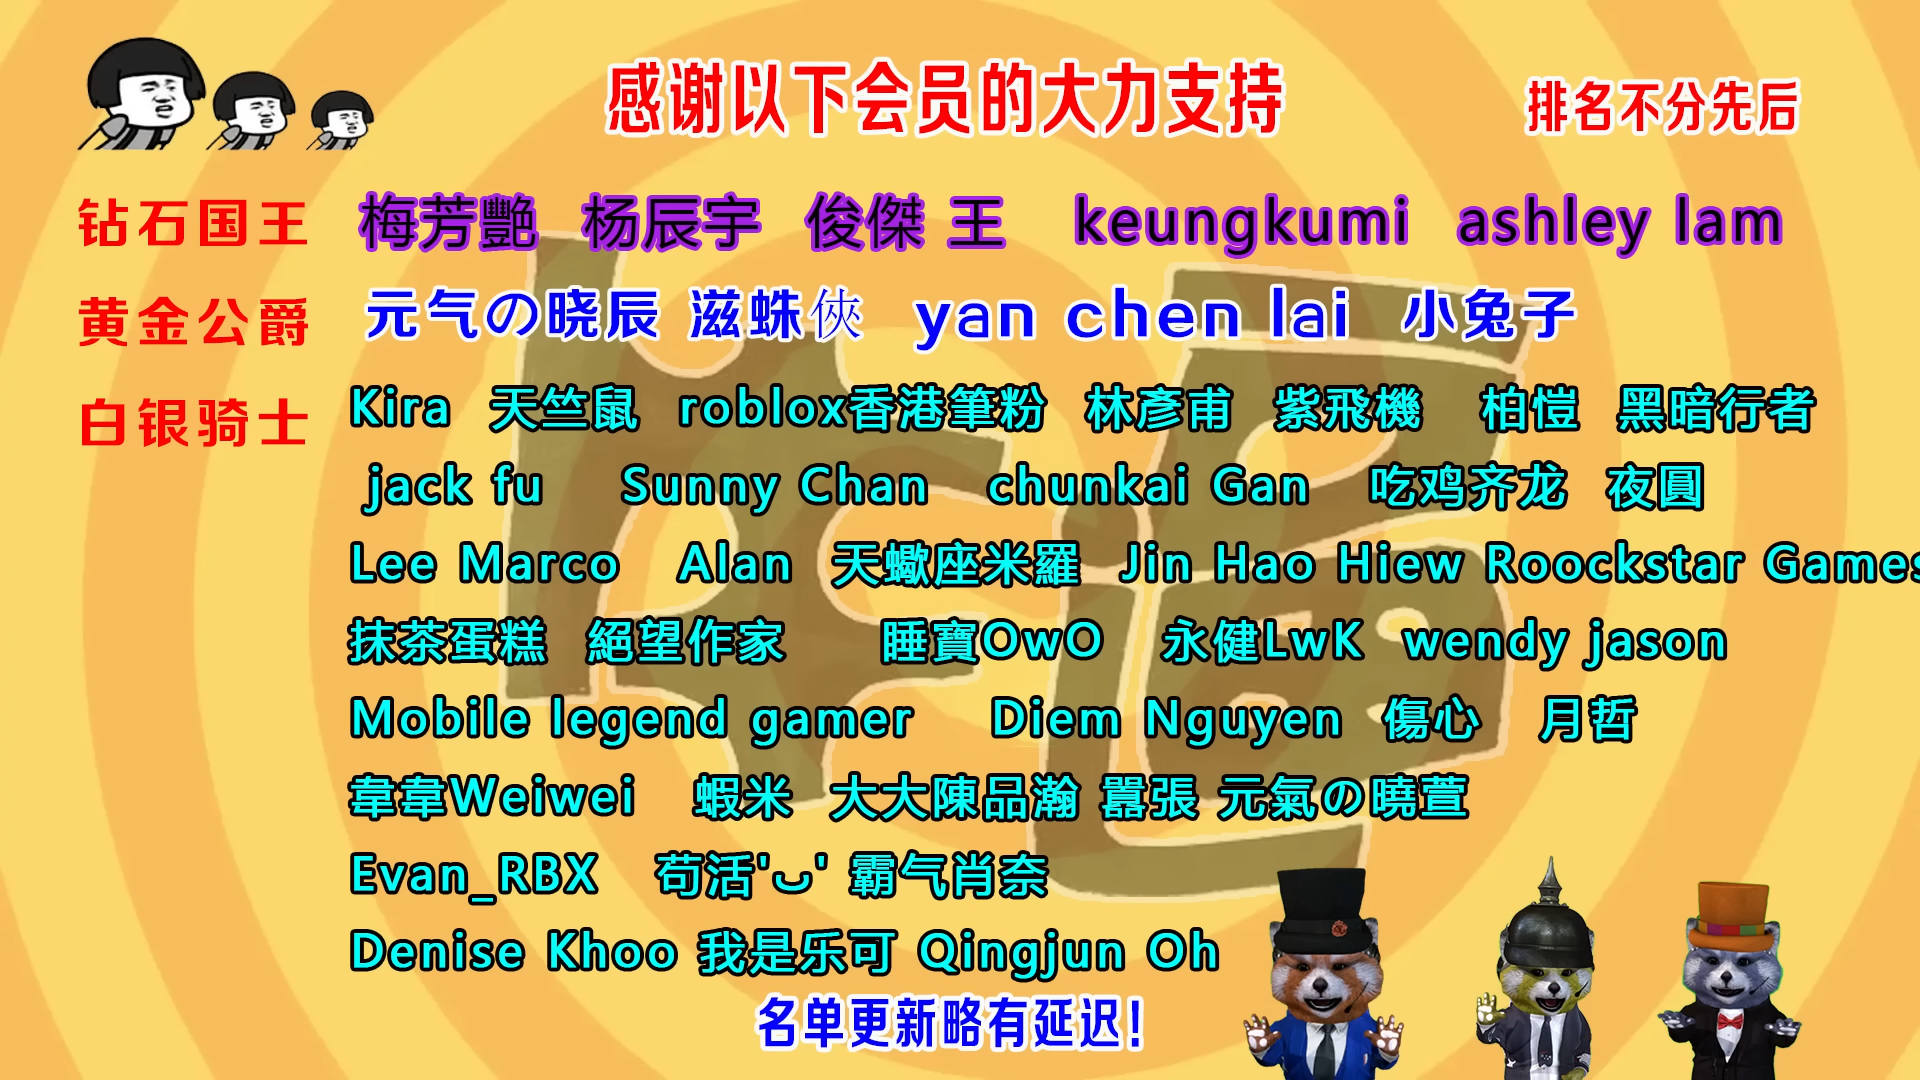 感谢以下会员的大力支持
排名不分先后
钻石国王 梅芳艷 杨辰宇 俊傑 王 keungkumi ashley lam
黄金公爵 元气の晓辰 滋蛛俠 yan chen lai 小兔子
白银骑士 Kira 天竺鼠 roblox香港筆粉 林彥甫 紫飛機 柏愷 黑暗行者
jack fu Sunny Chan chunkai Gan 吃鸡齐龙 夜圓
Lee Marco Alan 天蠍座米羅 Jin Hao Hiew Roockstar Games
抹茶蛋糕 絕望作家 睡寶OwO 永健LwK wendy jason
Mobile legend gamer Diem Nguyen 傷心 月哲
韋韋Weiwei 蝦米 大大陳品瀚 囂張 元氣の曉萱
Evan_RBX 苟活'ᴗ' 霸气肖奈
Denise Khoo 我是乐可 Qingjun Oh
名单更新略有延迟!